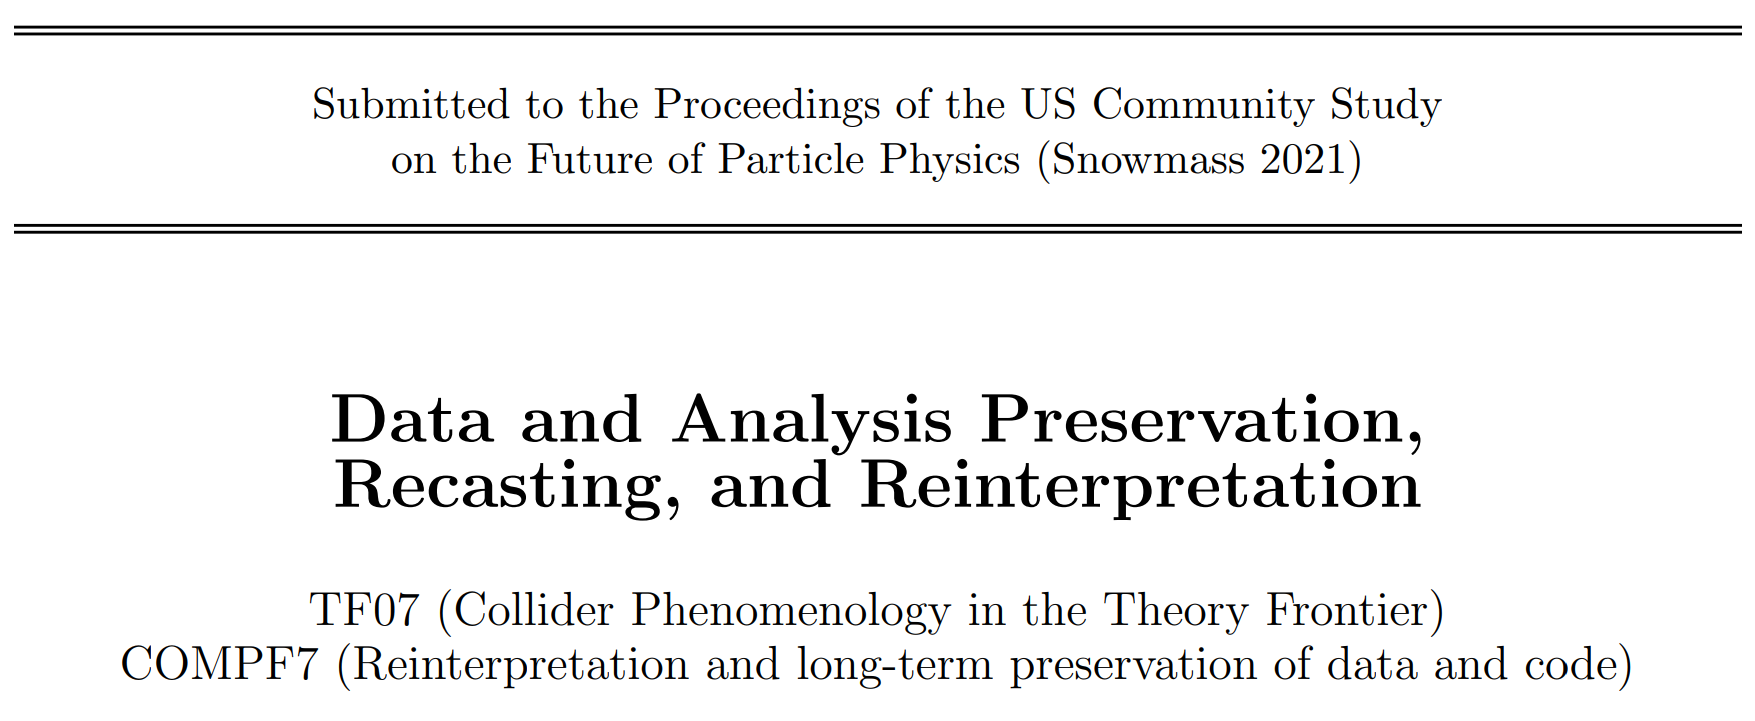 Submitted to the Proceedings of the US Community Study
on the Future of Particle Physics (Snowmass 2021)
Data and Analysis Preservation,
Recasting, and Reinterpretation
TF07 (Collider Phenomenology in the Theory Frontier)
COMPF7 (Reinterpretation and long-term preservation of data and code)